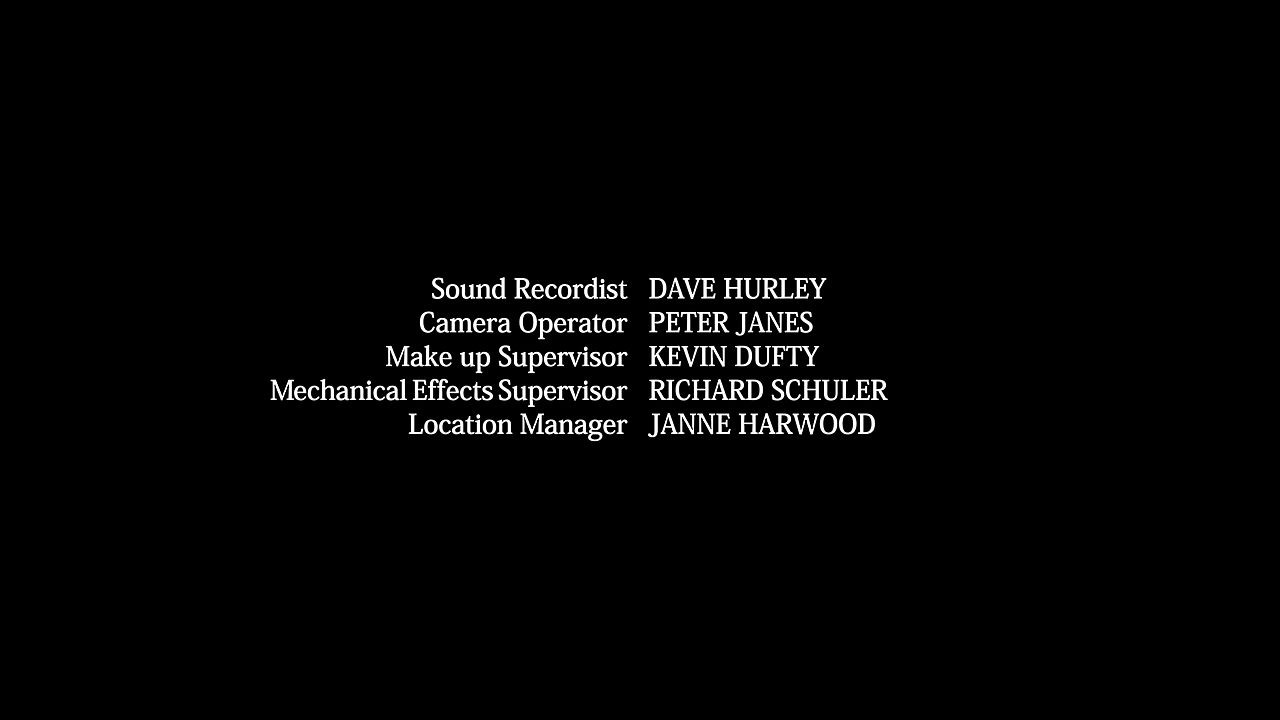 Sound Recordist DAVE HURLEY
Camera Operator PETER JANES
Make up Supervisor KEVIN DUFTY
Mechanical Effects Supervisor RICHARD SCHULER
Location Manager JANNE HARWOOD